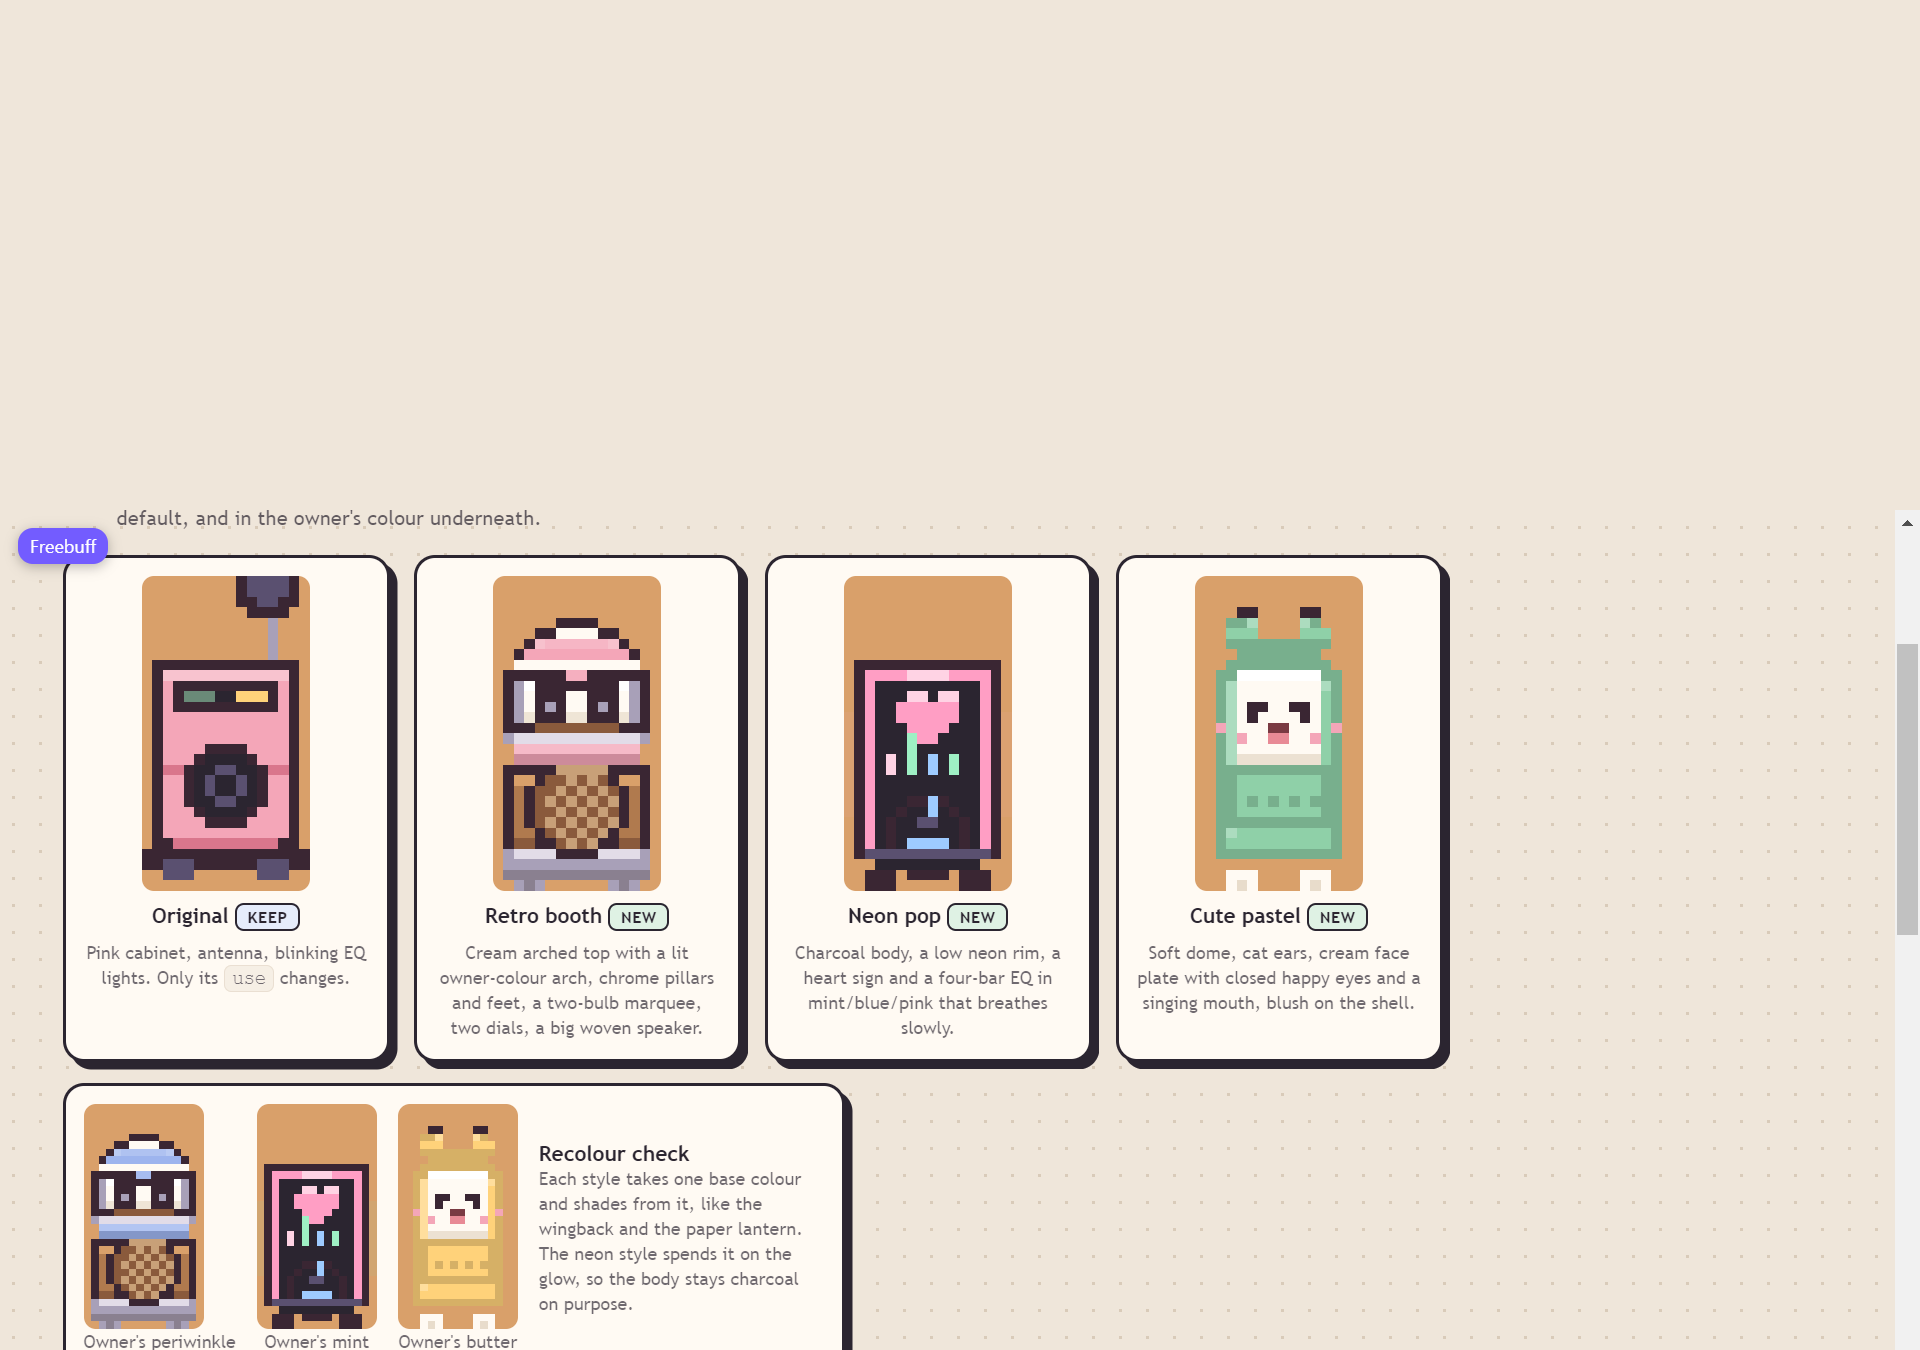 default, and in the owner's colour underneath.
Freebuff
Original KEEP
Pink cabinet, antenna, blinking EQ
lights. Only its use changes.
Retro booth NEW
Cream arched top with a lit
owner-colour arch, chrome pillars
and feet, a two-bulb marquee,
two dials, a big woven speaker.
Neon pop NEW
Charcoal body, a low neon rim, a
heart sign and a four-bar EQ in
mint/blue/pink that breathes
slowly.
Cute pastel NEW
Soft dome, cat ears, cream face
plate with closed happy eyes and a
singing mouth, blush on the shell.
Owner's periwinkle
Owner's mint
Owner's butter
Recolour check
Each style takes one base colour
and shades from it, like the
wingback and the paper lantern.
The neon style spends it on the
glow, so the body stays charcoal
on purpose.